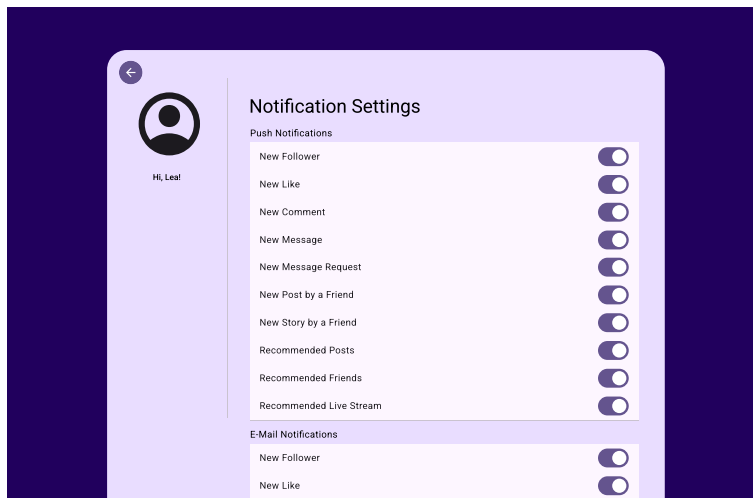 Hi, Lea!
Notification Settings
Push Notifications
New Follower
New Like
New Comment
New Message
New Message Request
New Post by a Friend
New Story by a Friend
Recommended Posts
Recommended Friends
Recommended Live Stream
E-Mail Notifications
New Follower
New Like